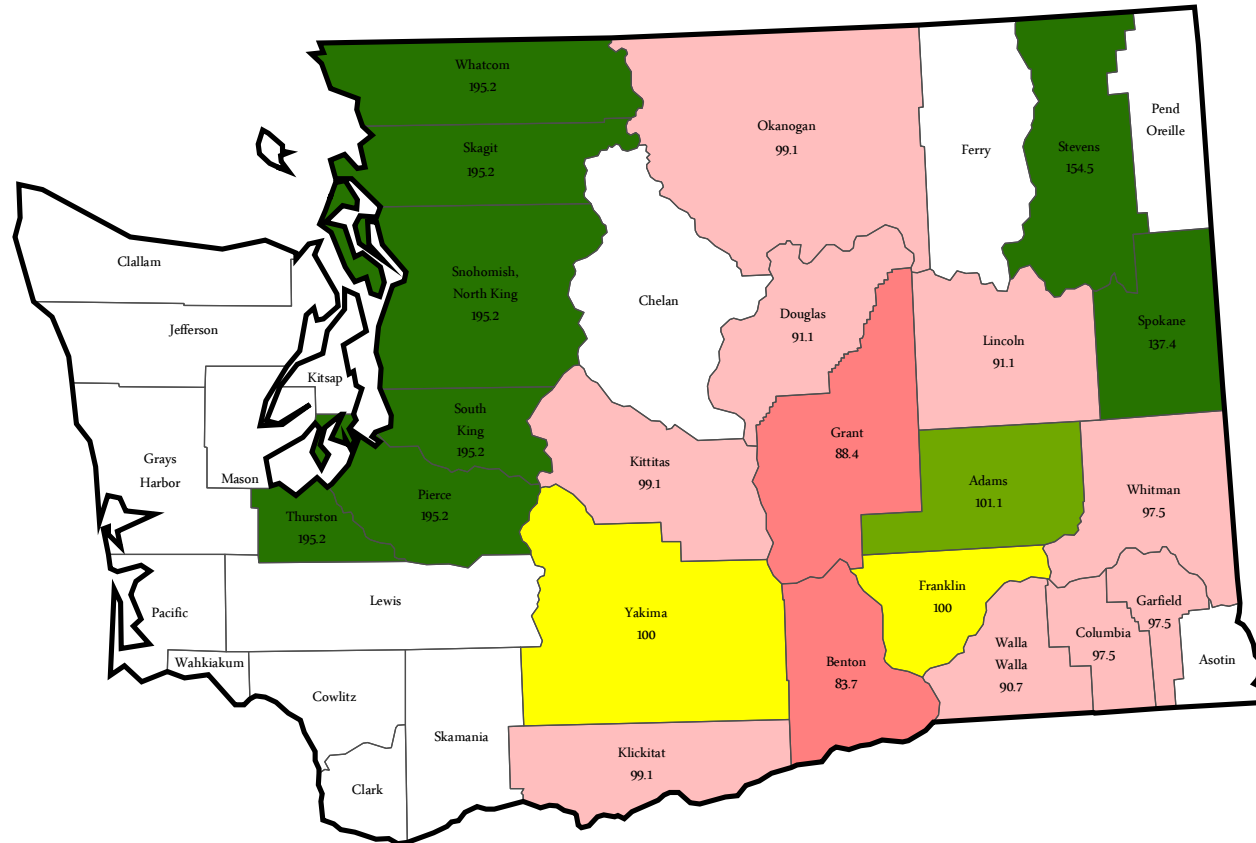 Whatcom
195.2
Skagit
195.2
Snohomish,
North King
195.2
South
King
195.2
Pierce
195.2
Thurston
195.2
Clallam
Jefferson
Kitsap
Grays
Harbor
Mason
Pacific
Lewis
Wahkiakum
Cowlitz
Skamania
Clark
Okanogan
99.1
Chelan
Douglas
91.1
Kittitas
99.1
Grant
88.4
Yakima
100
Klickitat
99.1
Benton
83.7
Ferry
Stevens
154.5
Pend
Oreille
Spokane
137.4
Lincoln
91.1
Adams
101.1
Whitman
97.5
Franklin
100
Walla
Walla
90.7
Columbia
97.5
Garfield
97.5
Asotin